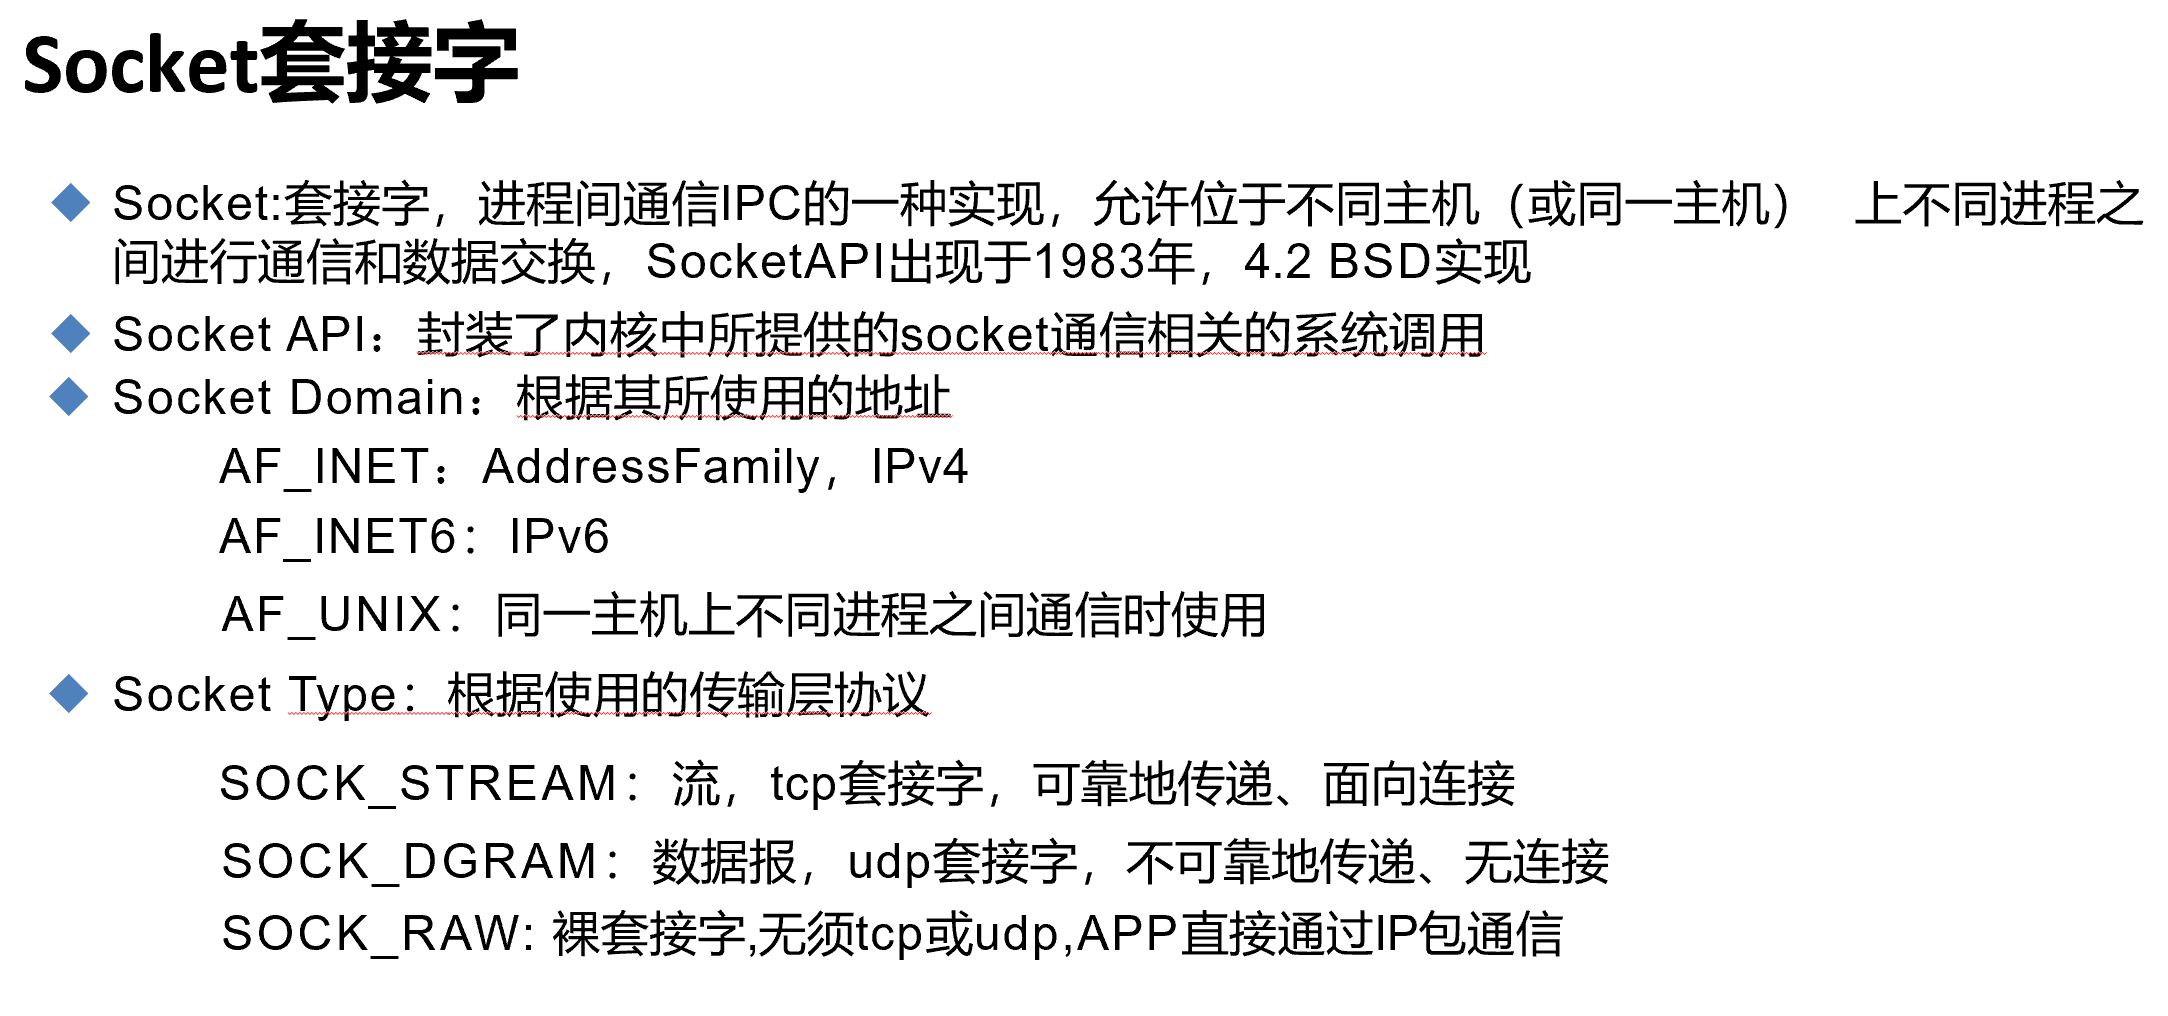 Socket套接字
Socket:套接字，进程间通信IPC的一种实现，允许位于不同主机（或同一主机） 上不同进程之
间进行通信和数据交换，SocketAPI出现于1983年，4.2 BSD实现
Socket API：封装了内核中所提供的socket通信相关的系统调用
Socket Domain：根据其所使用的地址
AF_INET：AddressFamily，IPv4
AF_INET6：IPv6
AF_UNIX：同一主机上不同进程之间通信时使用
Socket Type：根据使用的传输层协议
SOCK_STREAM：流，tcp套接字，可靠地传递、面向连接
SOCK_DGRAM：数据报，udp套接字，不可靠地传递、无连接
SOCK_RAW: 裸套接字,无须tcp或udp,APP直接通过IP包通信